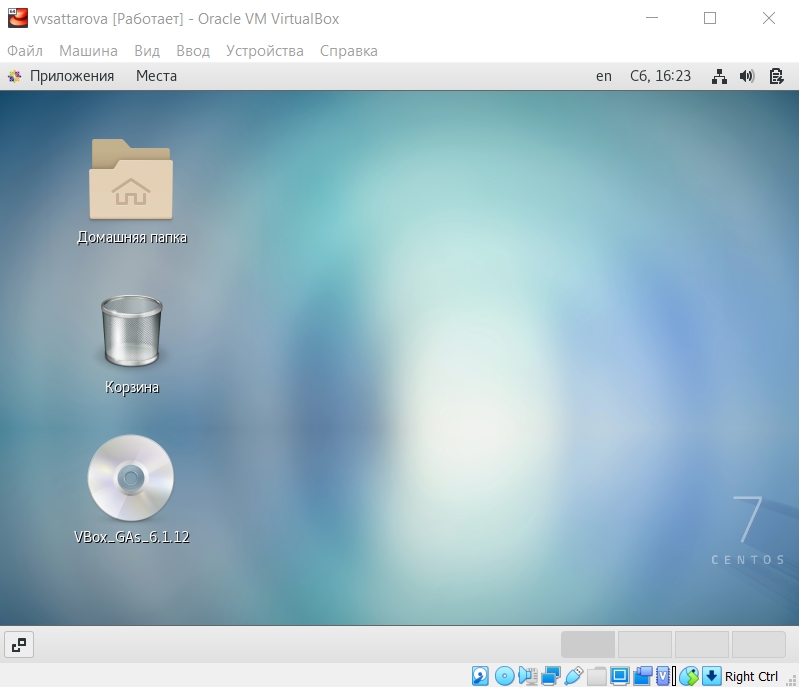 vvsattarova [Работает] - Oracle VM VirtualBox
Файл Машина Вид Ввод Устройства Справка
Приложения Места en Сб, 16:23
Домашняя папка
Корзина
VBox_GAs_6.1.12
7
CENTOS
Right Ctrl